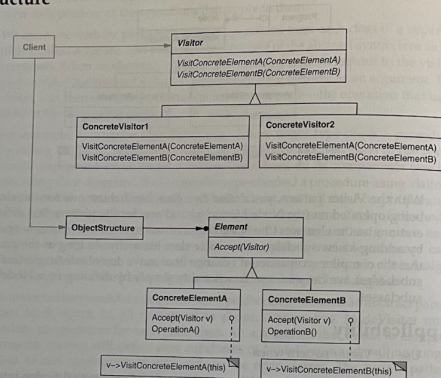 ucture
Client
Visitor
VisitConcreteElementA(ConcreteElementA)
VisitConcreteElementB(ConcreteElementB)
ConcreteVisitor1
VisitConcreteElementA(ConcreteElementA)
VisitConcreteElementB(ConcreteElementB)
ConcreteVisitor2
VisitConcreteElementA(ConcreteElementA)
VisitConcreteElementB(ConcreteElementB)
ObjectStructure
Element
Accept(Visitor)
ConcreteElementA
Accept(Visitor v)
OperationA()
ConcreteElementB
Accept(Visitor v)
OperationB()
v->VisitConcreteElementA(this)
v->VisitConcreteElementB(this)